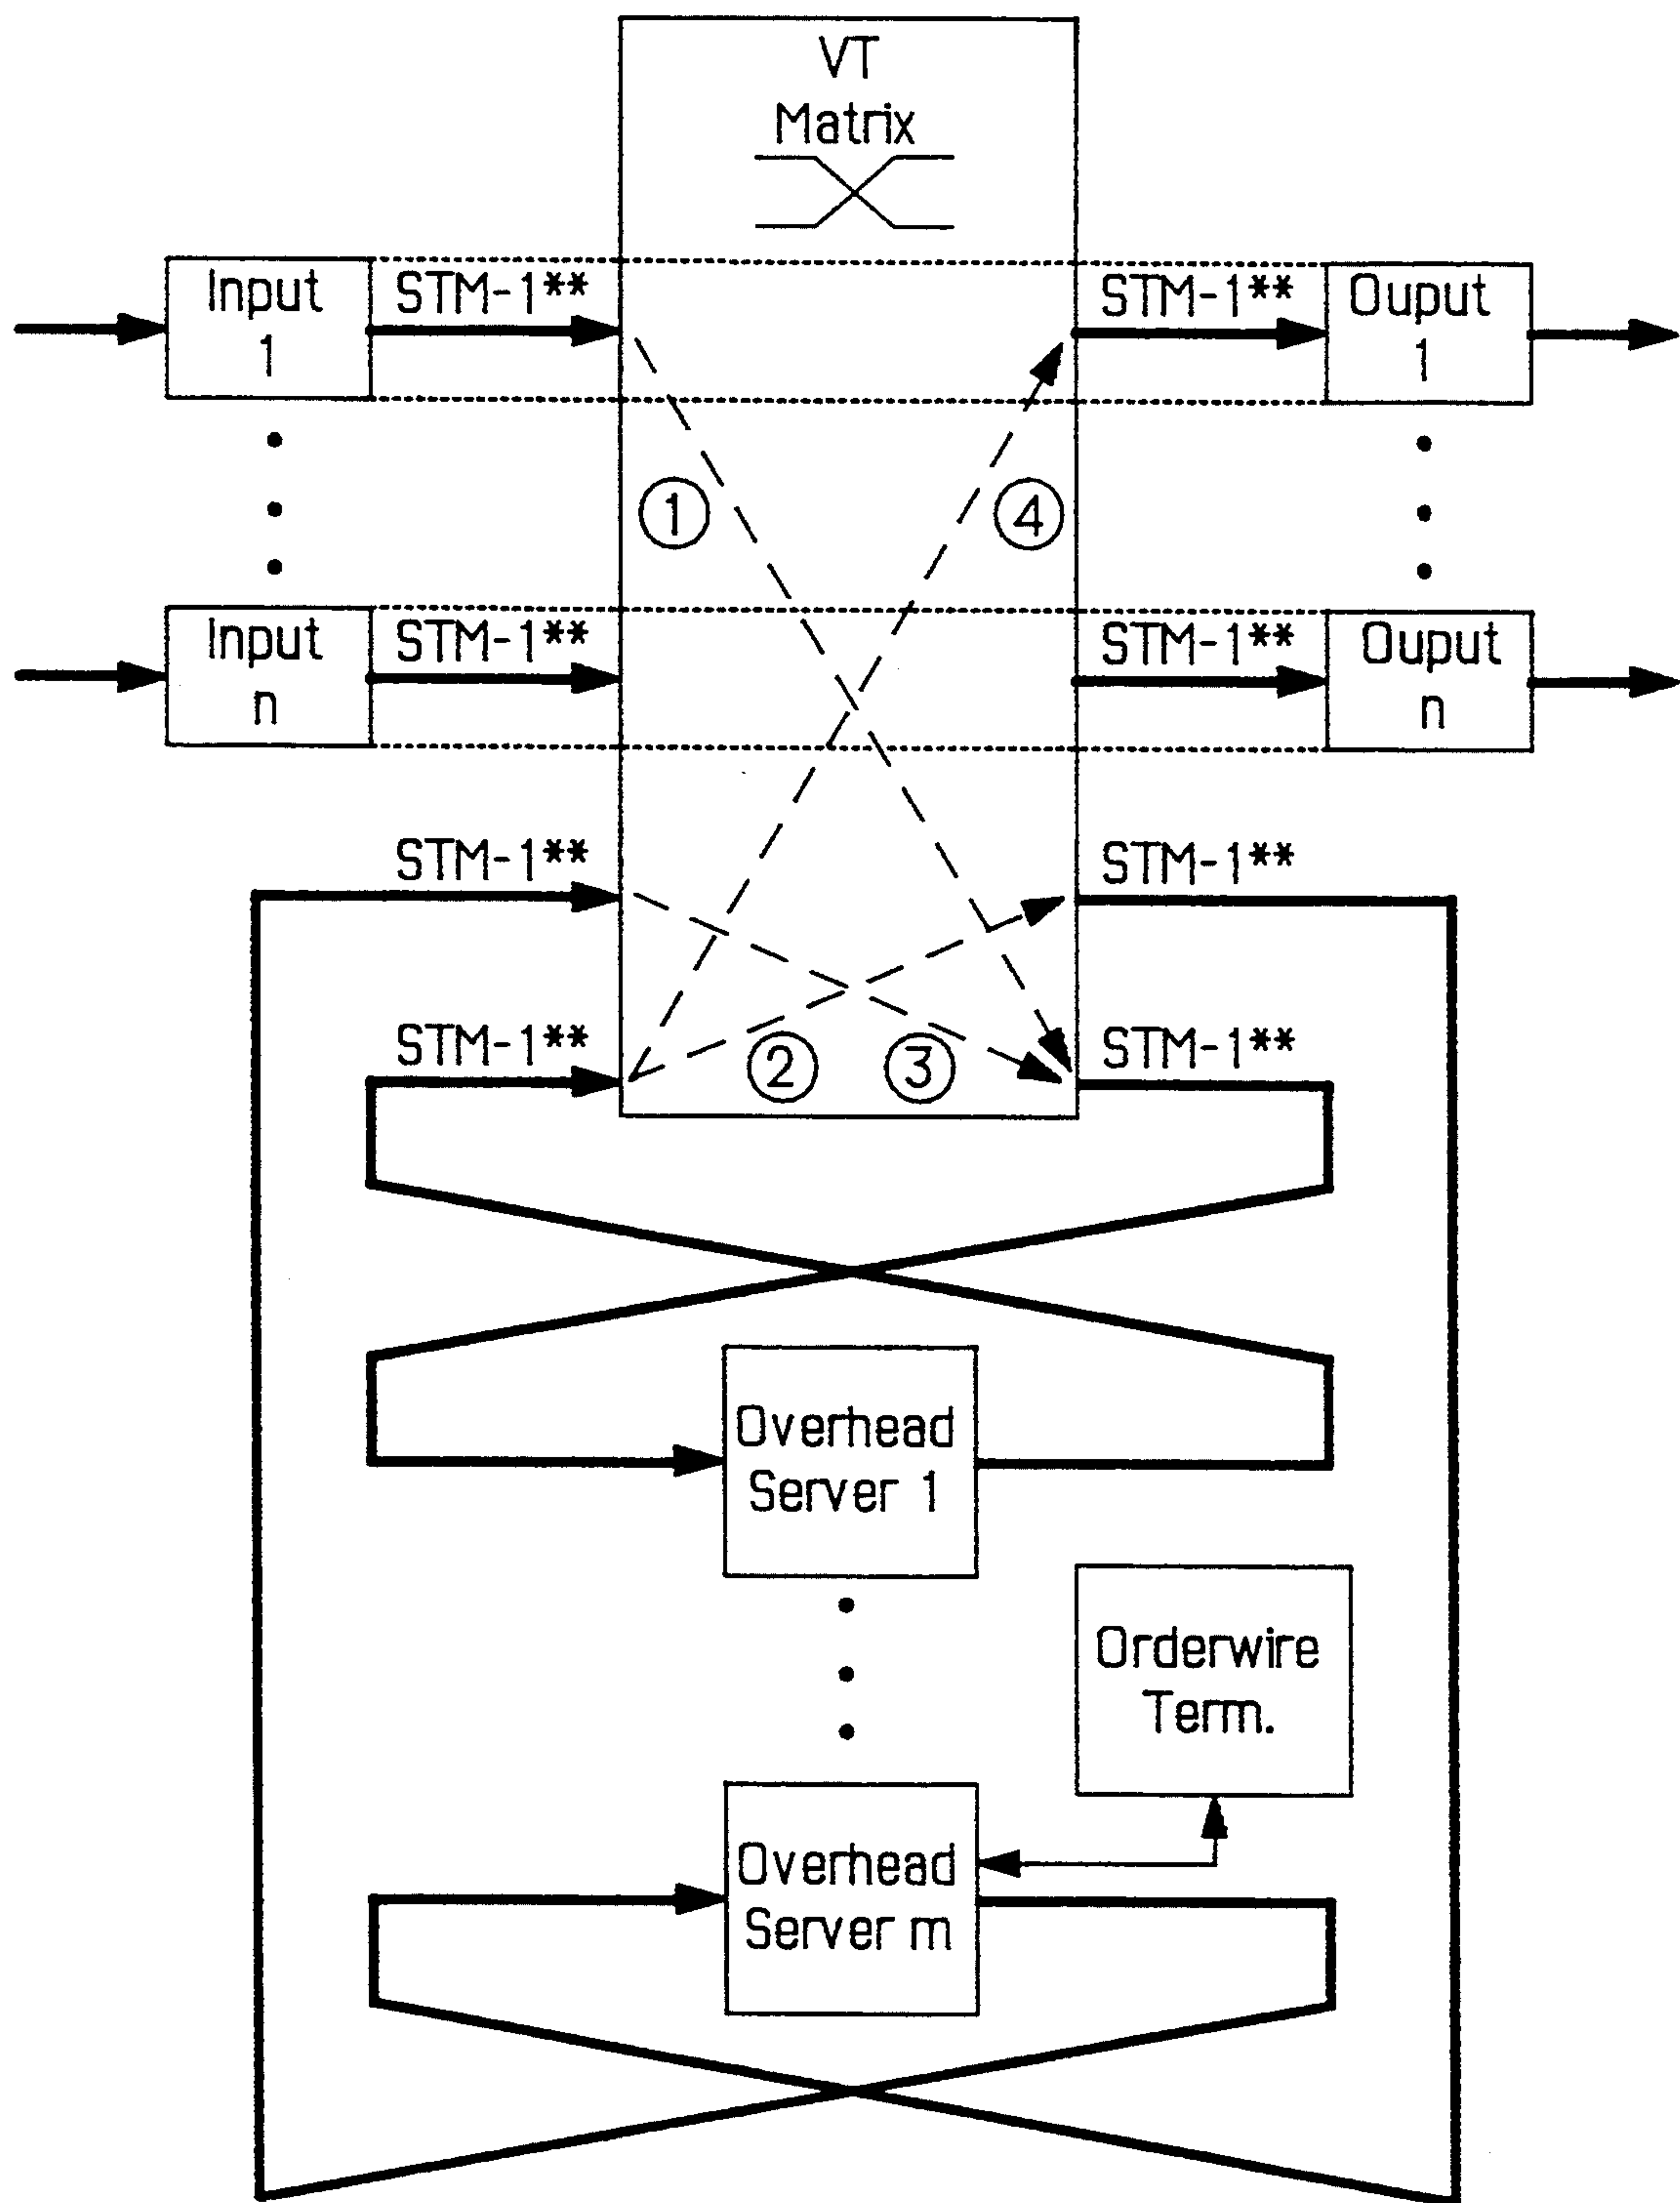 VT
Matrix
Input
1
STM-1**
STM-1**
Ouput
1
1
4
Input
n
STM-1**
STM-1**
Ouput
n
STM-1**
STM-1**
STM-1**
2
3
STM-1**
Overhead
Server 1
Orderwire
Term.
Overhead
Server m